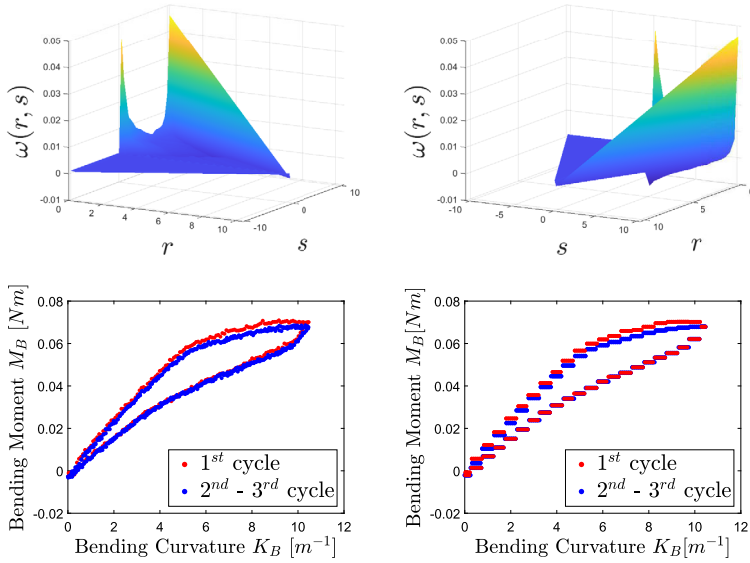 0.05
0.04
0.03
0.02
0.01
0
-0.01
ω(r, s)
0
2
4
6
8
10
r
-10
0
10
s
0.05
0.04
0.03
0.02
0.01
0
-0.01
ω(r, s)
-10
-5
0
5
10
s
10
5
0
r
0.08
0.06
0.04
0.02
0
-0.02
Bending Moment M_B [Nm]
1^{st} cycle
2^{nd} - 3^{rd} cycle
0 2 4 6 8 10 12
Bending Curvature K_B [m^{-1}]
0.08
0.06
0.04
0.02
0
-0.02
Bending Moment M_B[Nm]
1^{st} cycle
2^{nd} - 3^{rd} cycle
0 2 4 6 8 10 12
Bending Curvature K_B[m^{-1}]